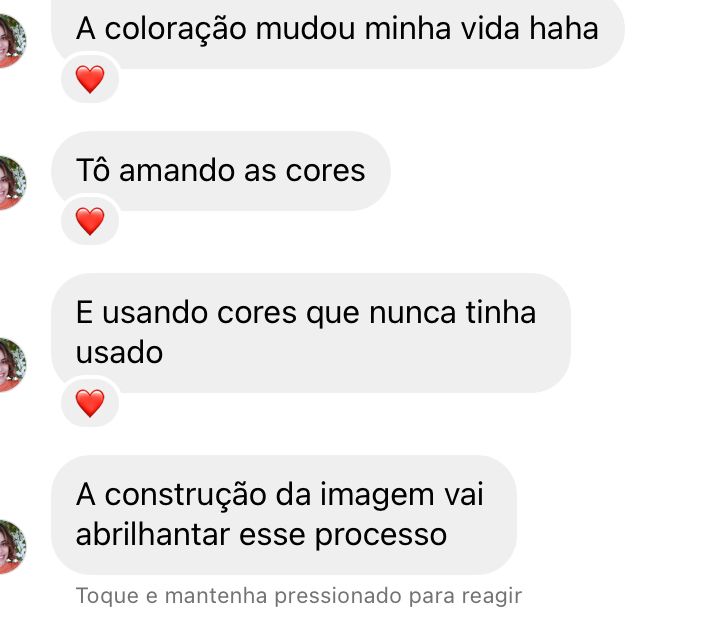 A coloração mudou minha vida haha
❤️
Tô amando as cores
❤️
E usando cores que nunca tinha
usado
❤️
A construção da imagem vai
abrilhantar esse processo
Toque e mantenha pressionado para reagir